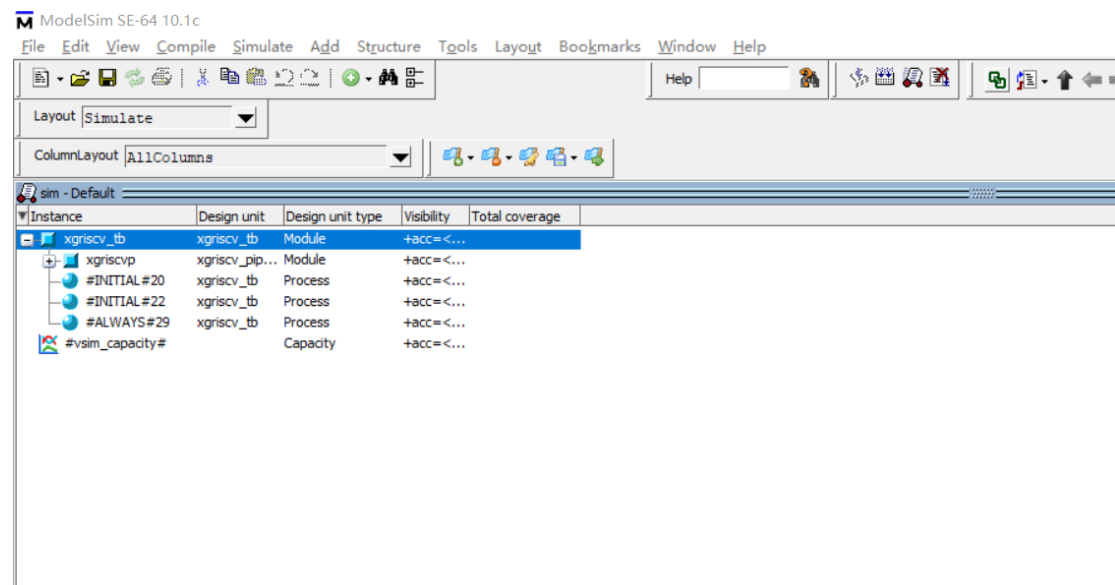 ModelSim SE-64 10.1c
File Edit View Compile Simulate Add Structure Tools Layout Bookmarks Window Help
Help
Layout Simulate
ColumnLayout AllColumns
sim - Default
Instance Design unit Design unit type Visibility Total coverage
xgriscv_tb xgriscv_tb Module +acc=<...
xgriscvp xgriscv_pip... Module +acc=<...
#INITIAL#20 xgriscv_tb Process +acc=<...
#INITIAL#22 xgriscv_tb Process +acc=<...
#ALWAYS#29 xgriscv_tb Process +acc=<...
#vsim_capacity# Capacity +acc=<...